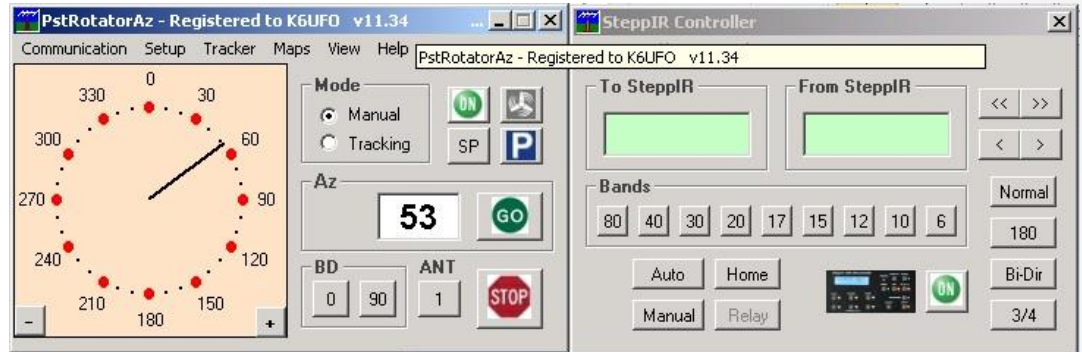 PstRotatorAz - Registered to K6UFO v11.34 ...
Communication Setup Tracker Maps View Help
0
330 30
300 60
270 90
240 120
210 150
180
- +
Mode
Manual
Tracking
ON
SP P
Az
53 GO
BD ANT
0 90 1 STOP
SteppIR Controller
PstRotatorAz - Registered to K6UFO v11.34
To SteppIR From SteppIR
<< >>
< >
Bands
80 40 30 20 17 15 12 10 6
Normal
180
Auto Home ON Bi-Dir
Manual Relay 3/4